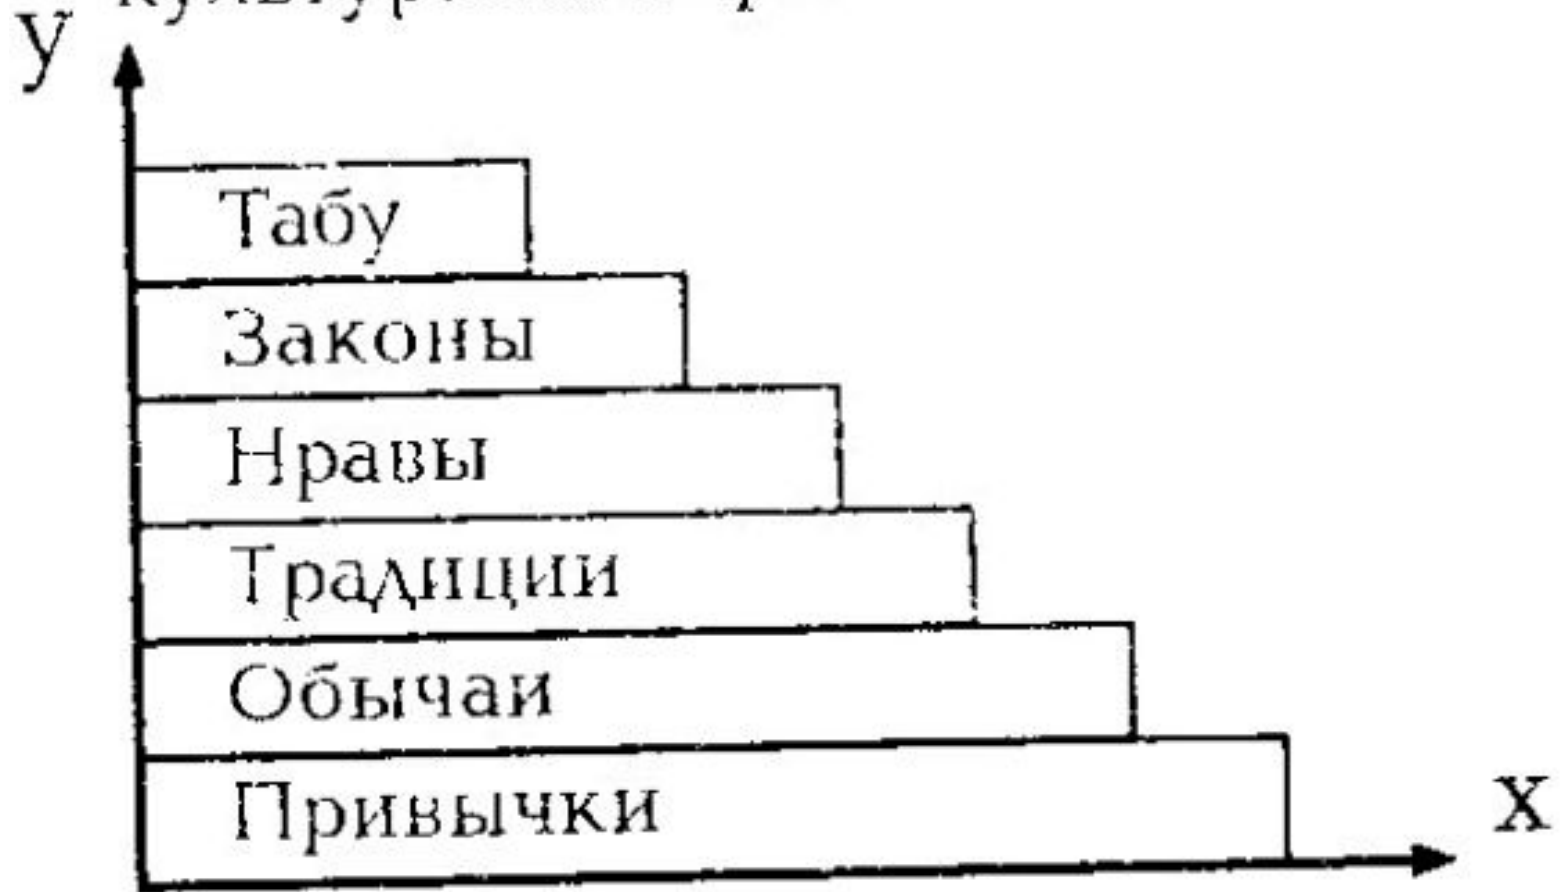 y
Табу
Законы
Нравы
Традиции
Обычаи
Привычки
x